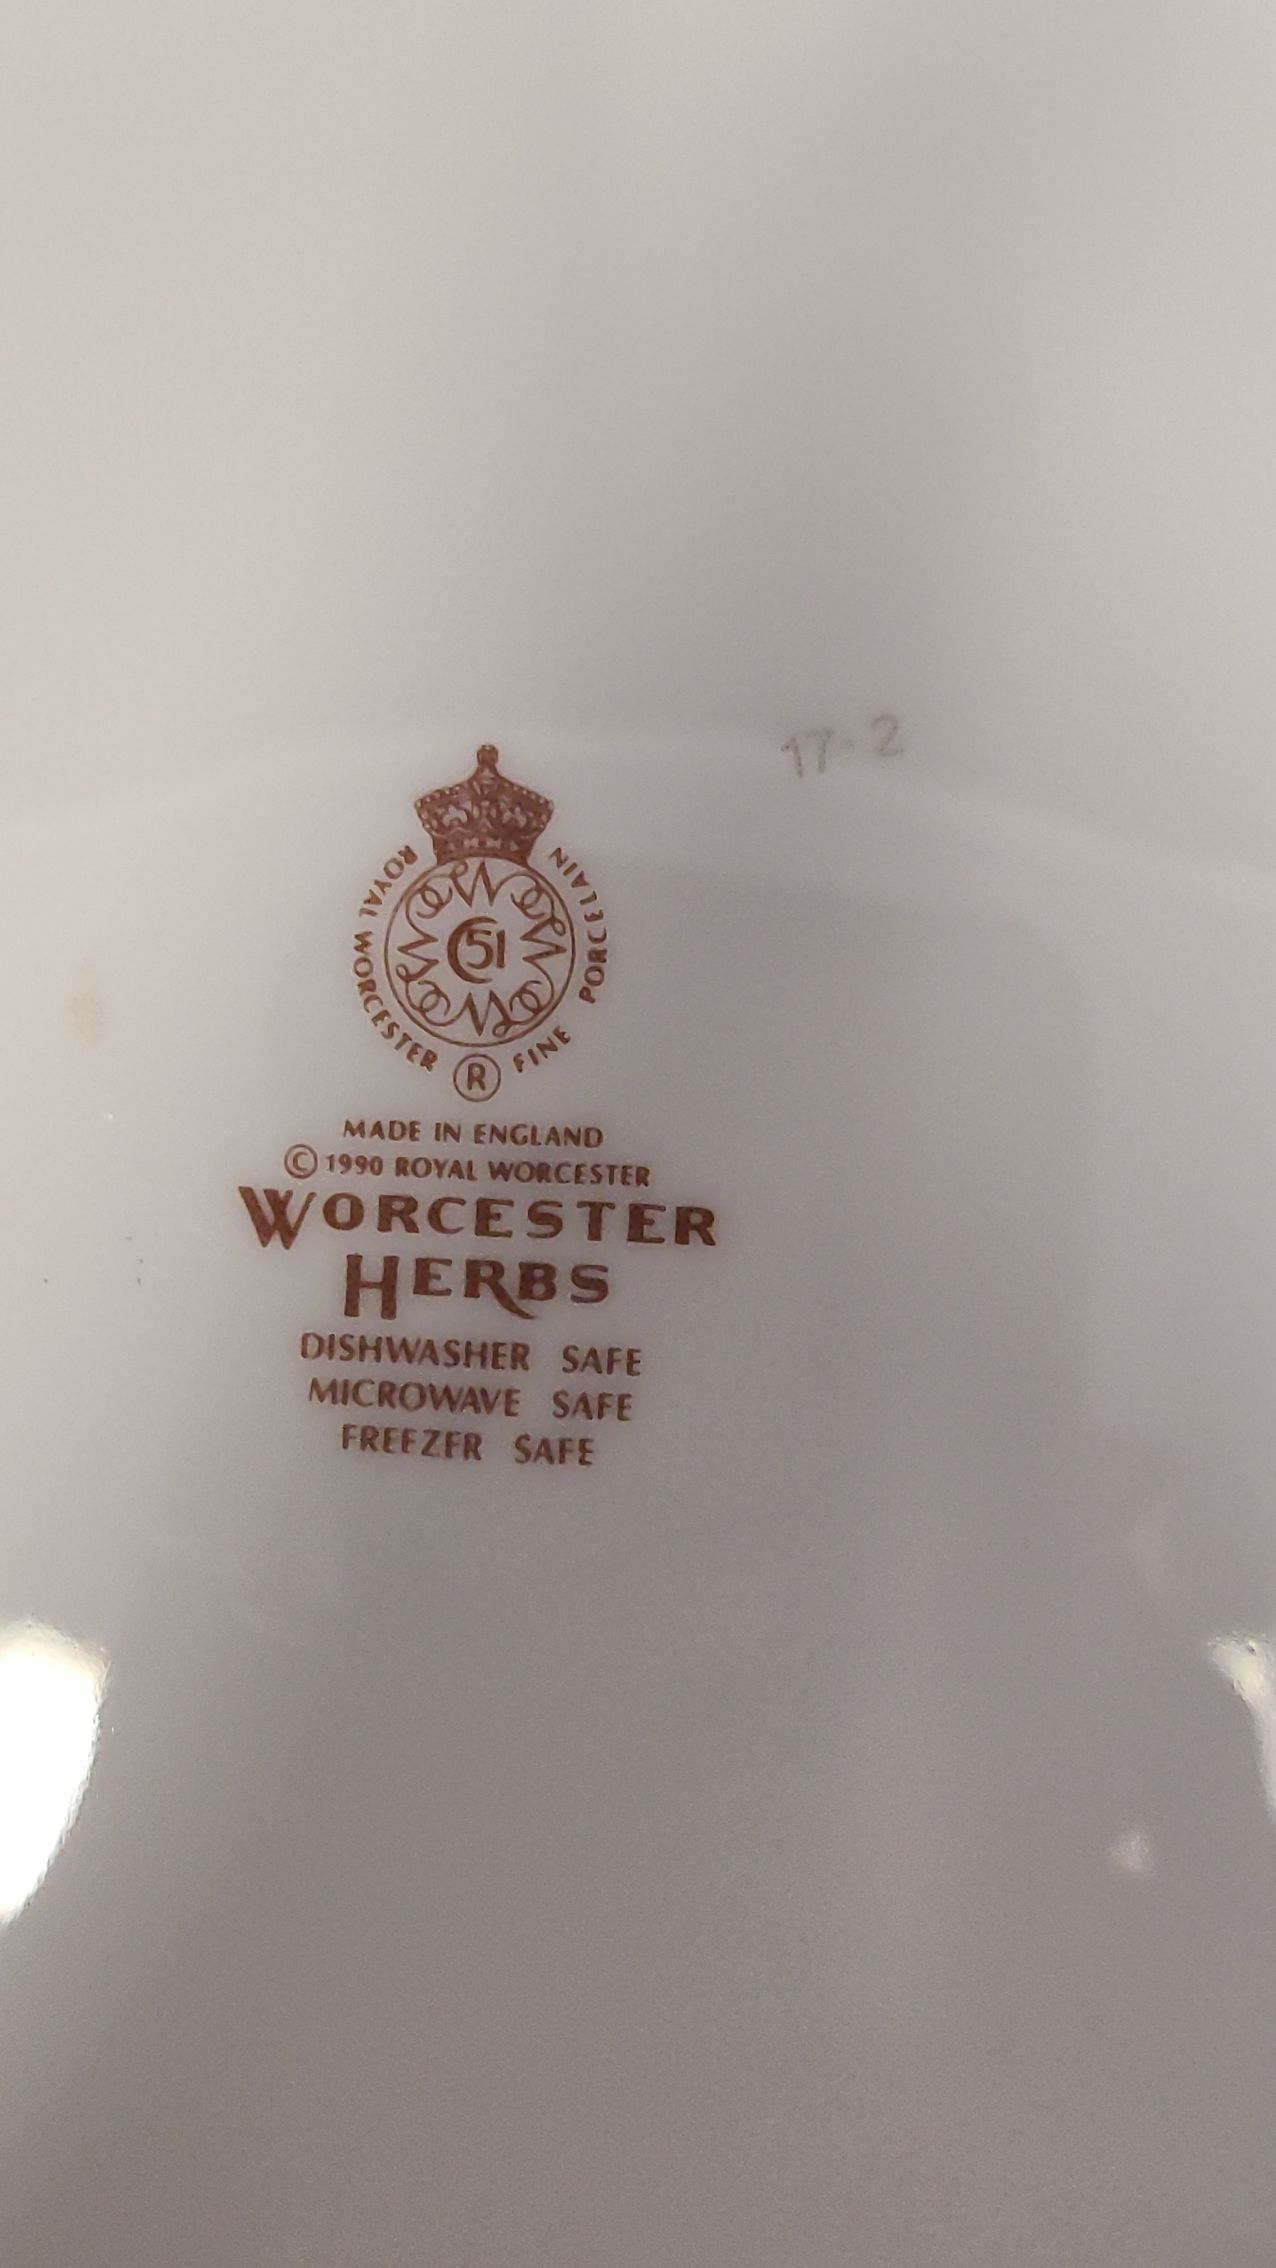 17-2
ROYAL WORCESTER FINE PORCELAIN
C51
R
MADE IN ENGLAND
© 1990 ROYAL WORCESTER
WORCESTER
HERBS
DISHWASHER SAFE
MICROWAVE SAFE
FREEZER SAFE